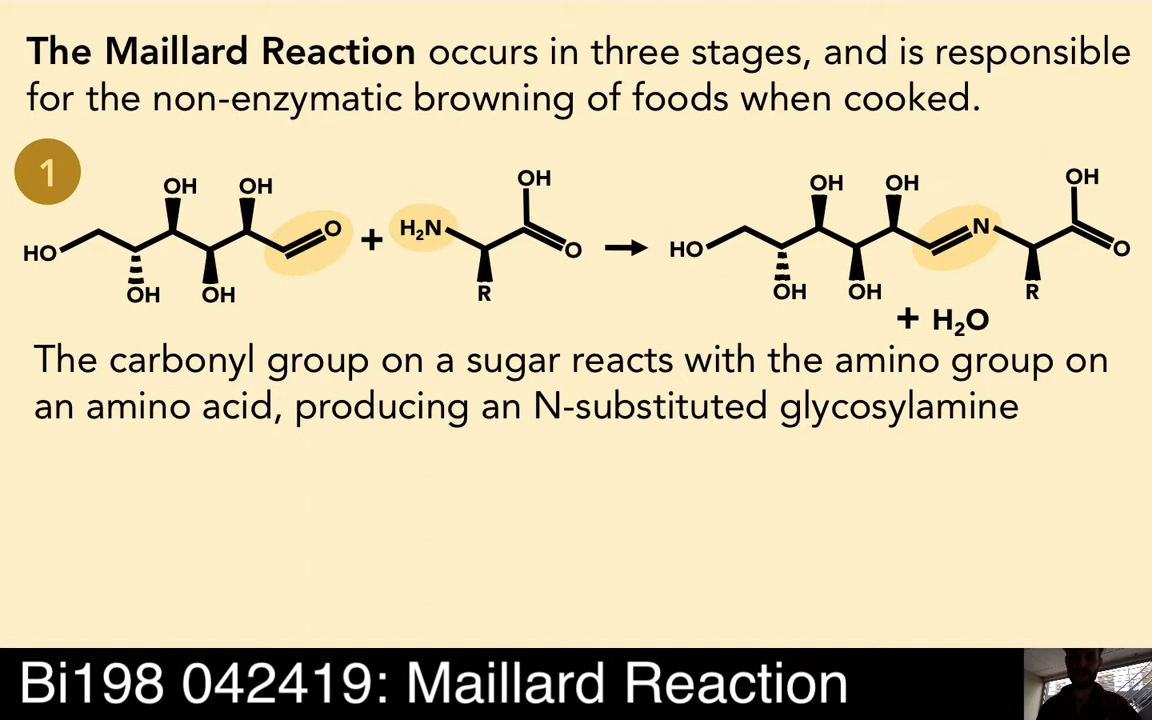 The Maillard Reaction occurs in three stages, and is responsible
for the non-enzymatic browning of foods when cooked.
1
HO OH OH OH OH O + H₂N R OH O → HO OH OH OH OH N R OH O
+ H₂O
The carbonyl group on a sugar reacts with the amino group on
an amino acid, producing an N-substituted glycosylamine
Bi198 042419: Maillard Reaction